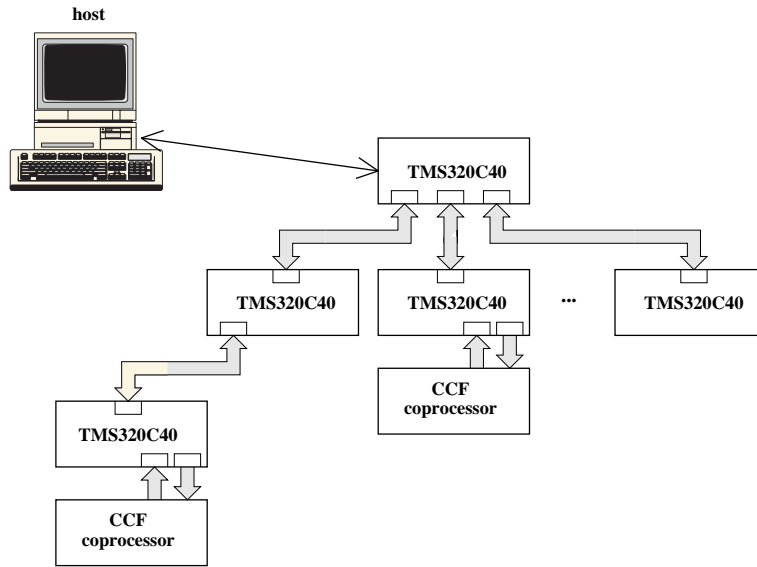 host
TMS320C40
TMS320C40
TMS320C40
...
TMS320C40
CCF
coprocessor
TMS320C40
CCF
coprocessor